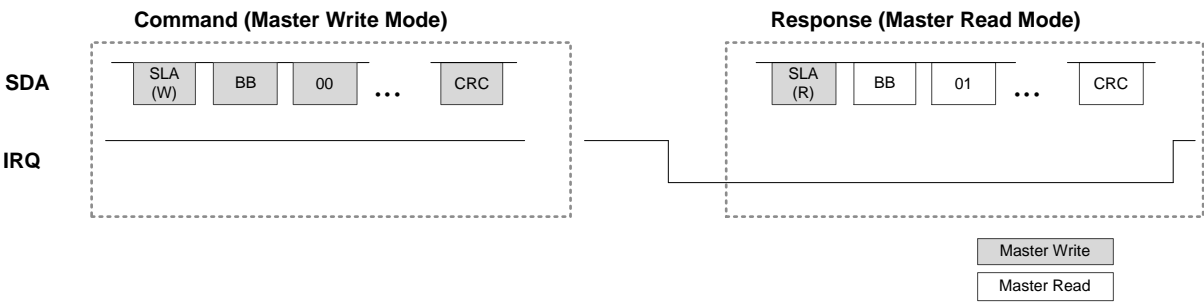 Command (Master Write Mode)
Response (Master Read Mode)
SDA
SLA
(W)
BB
00
...
CRC
SLA
(R)
BB
01
...
CRC
IRQ
Master Write
Master Read